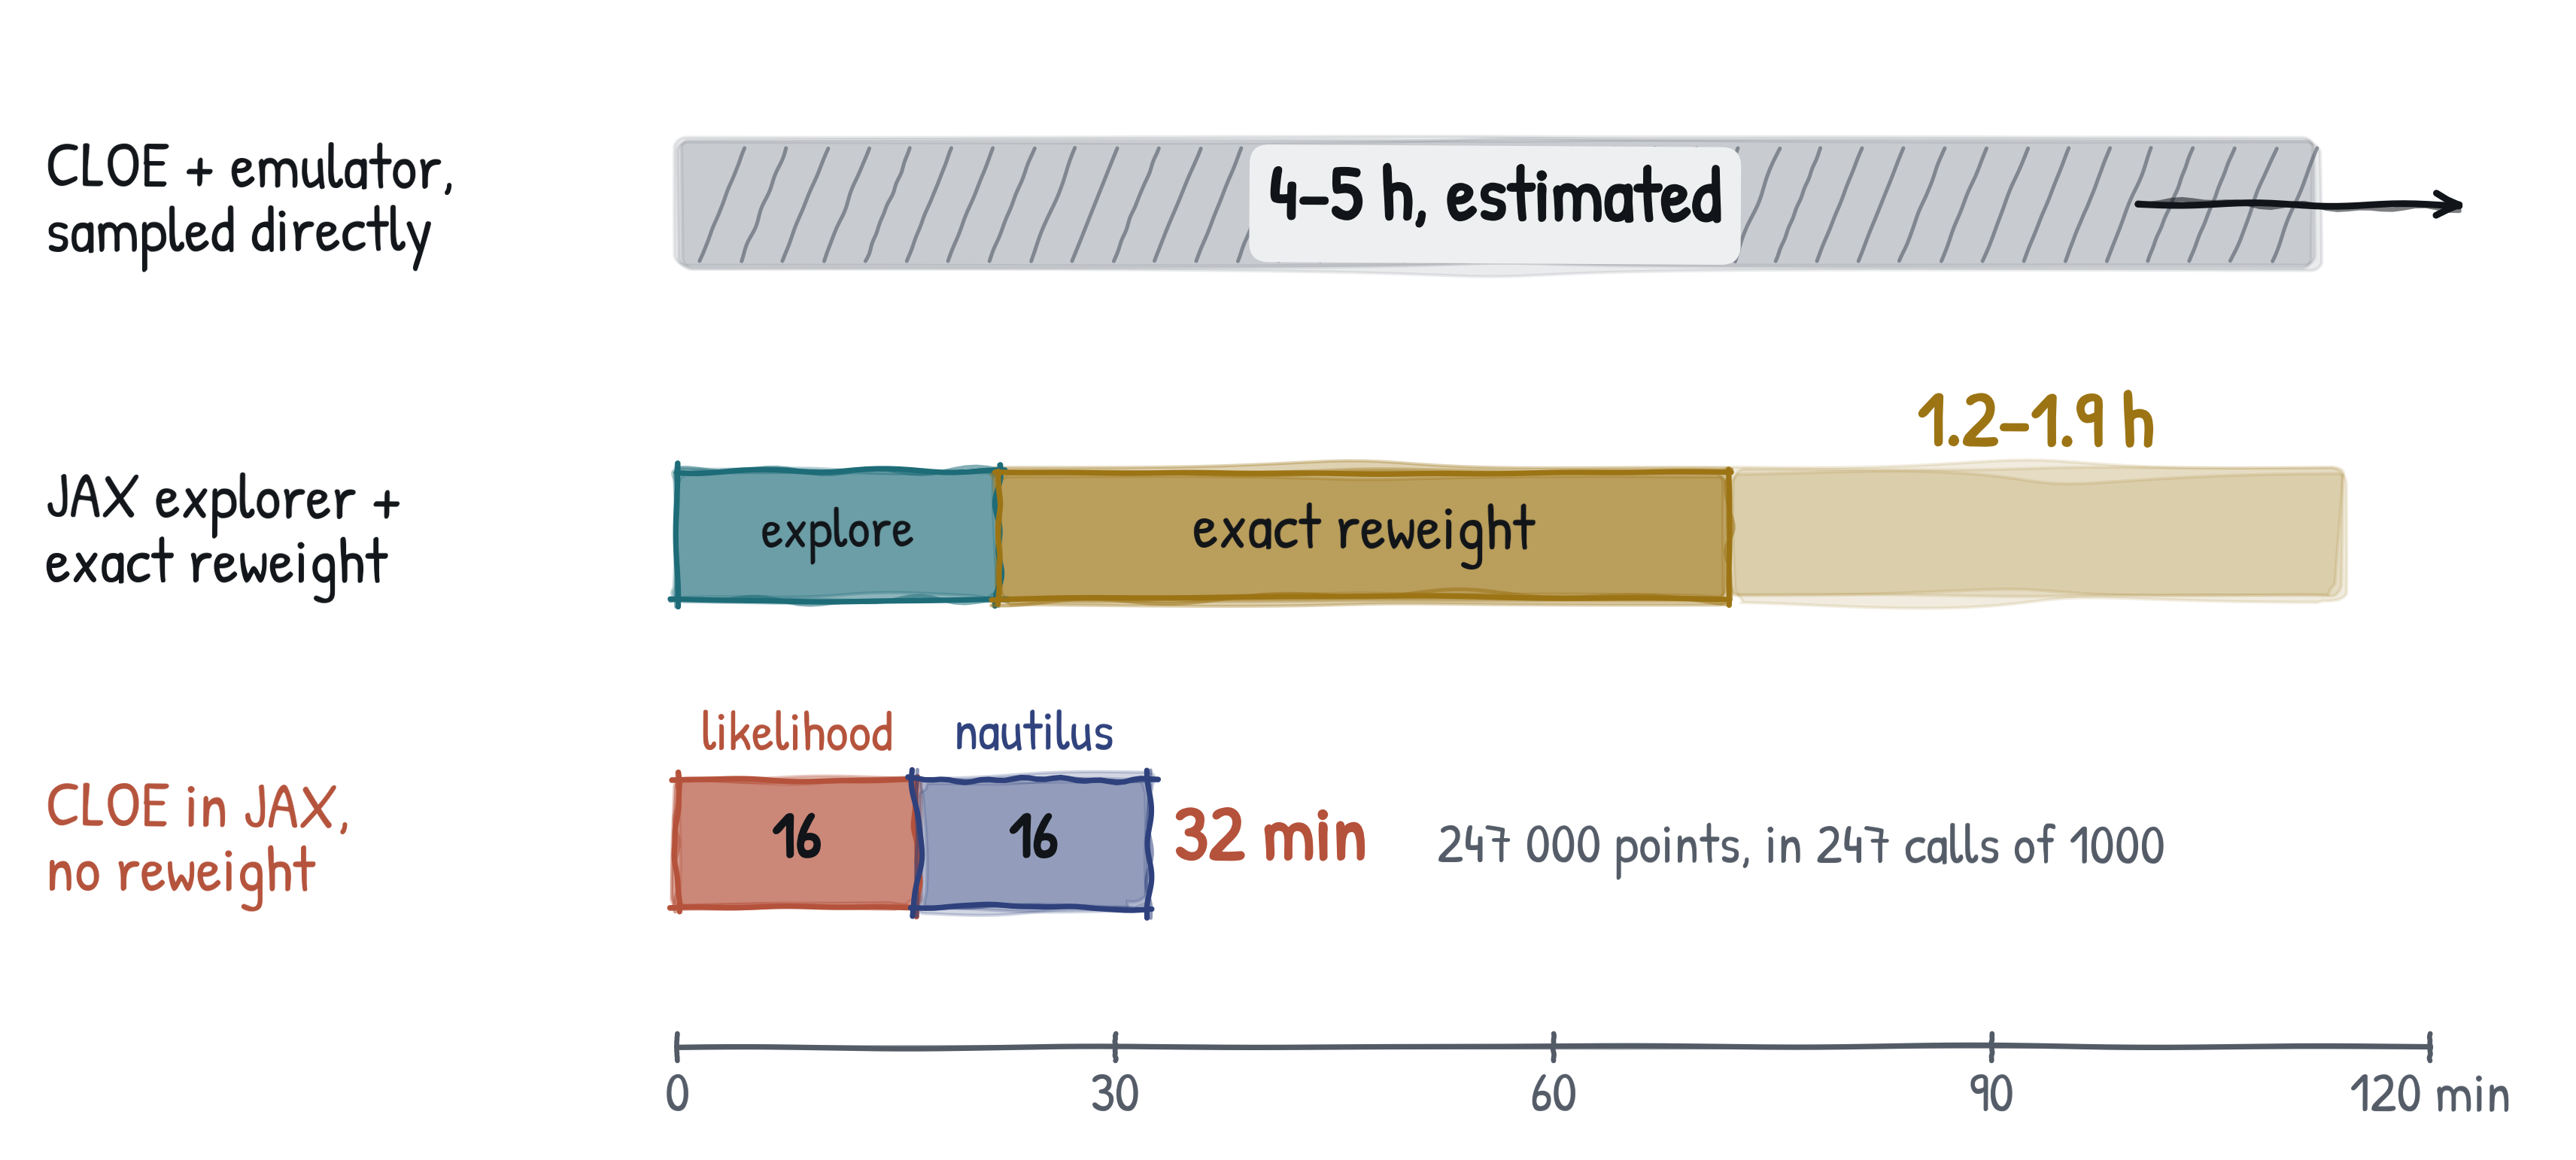 CLOE + emulator,
sampled directly
4–5 h, estimated
1.2–1.9 h
JAX explorer +
exact reweight
explore
exact reweight
likelihood
nautilus
CLOE in JAX,
no reweight
16
16
32 min
247 000 points, in 247 calls of 1000
0
30
60
90
120 min